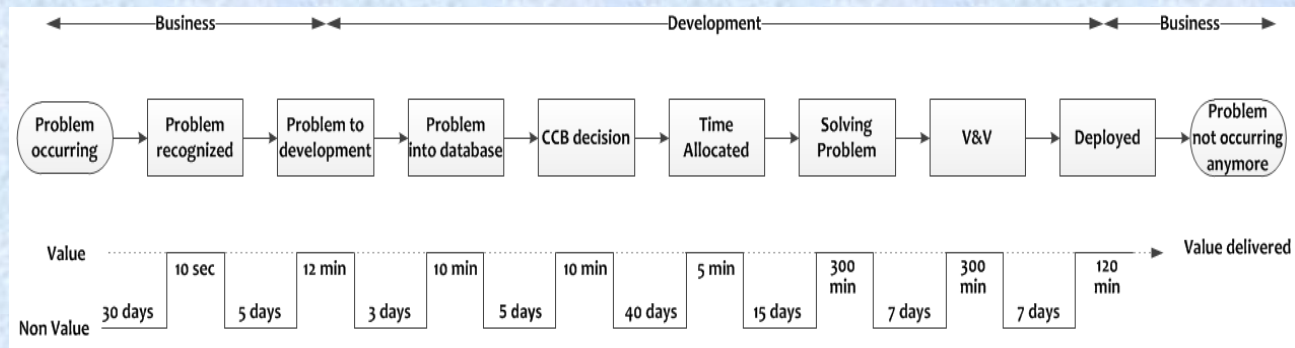 Business
Development
Business
Problem
occurring
Problem
recognized
Problem to
development
Problem
into database
CCB decision
Time
Allocated
Solving
Problem
V&V
Deployed
Problem
not occurring
anymore
Value
10 sec
12 min
10 min
10 min
5 min
300
min
300
min
120
min
Value delivered
Non Value
30 days
5 days
3 days
5 days
40 days
15 days
7 days
7 days